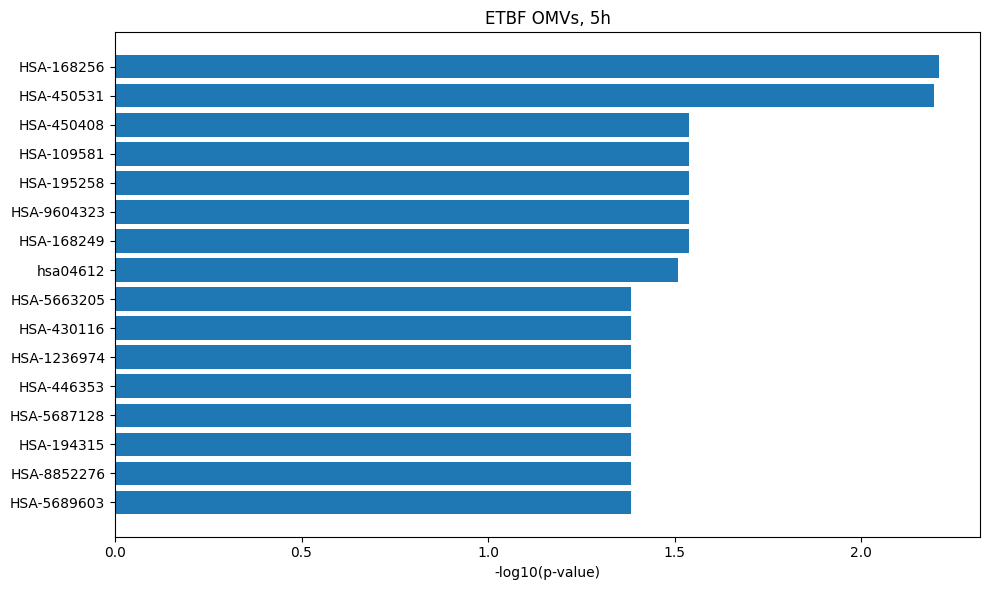 ETBF OMVs, 5h
HSA-168256
HSA-450531
HSA-450408
HSA-109581
HSA-195258
HSA-9604323
HSA-168249
hsa04612
HSA-5663205
HSA-430116
HSA-1236974
HSA-446353
HSA-5687128
HSA-194315
HSA-8852276
HSA-5689603
0.0 0.5 1.0 1.5 2.0
-log10(p-value)